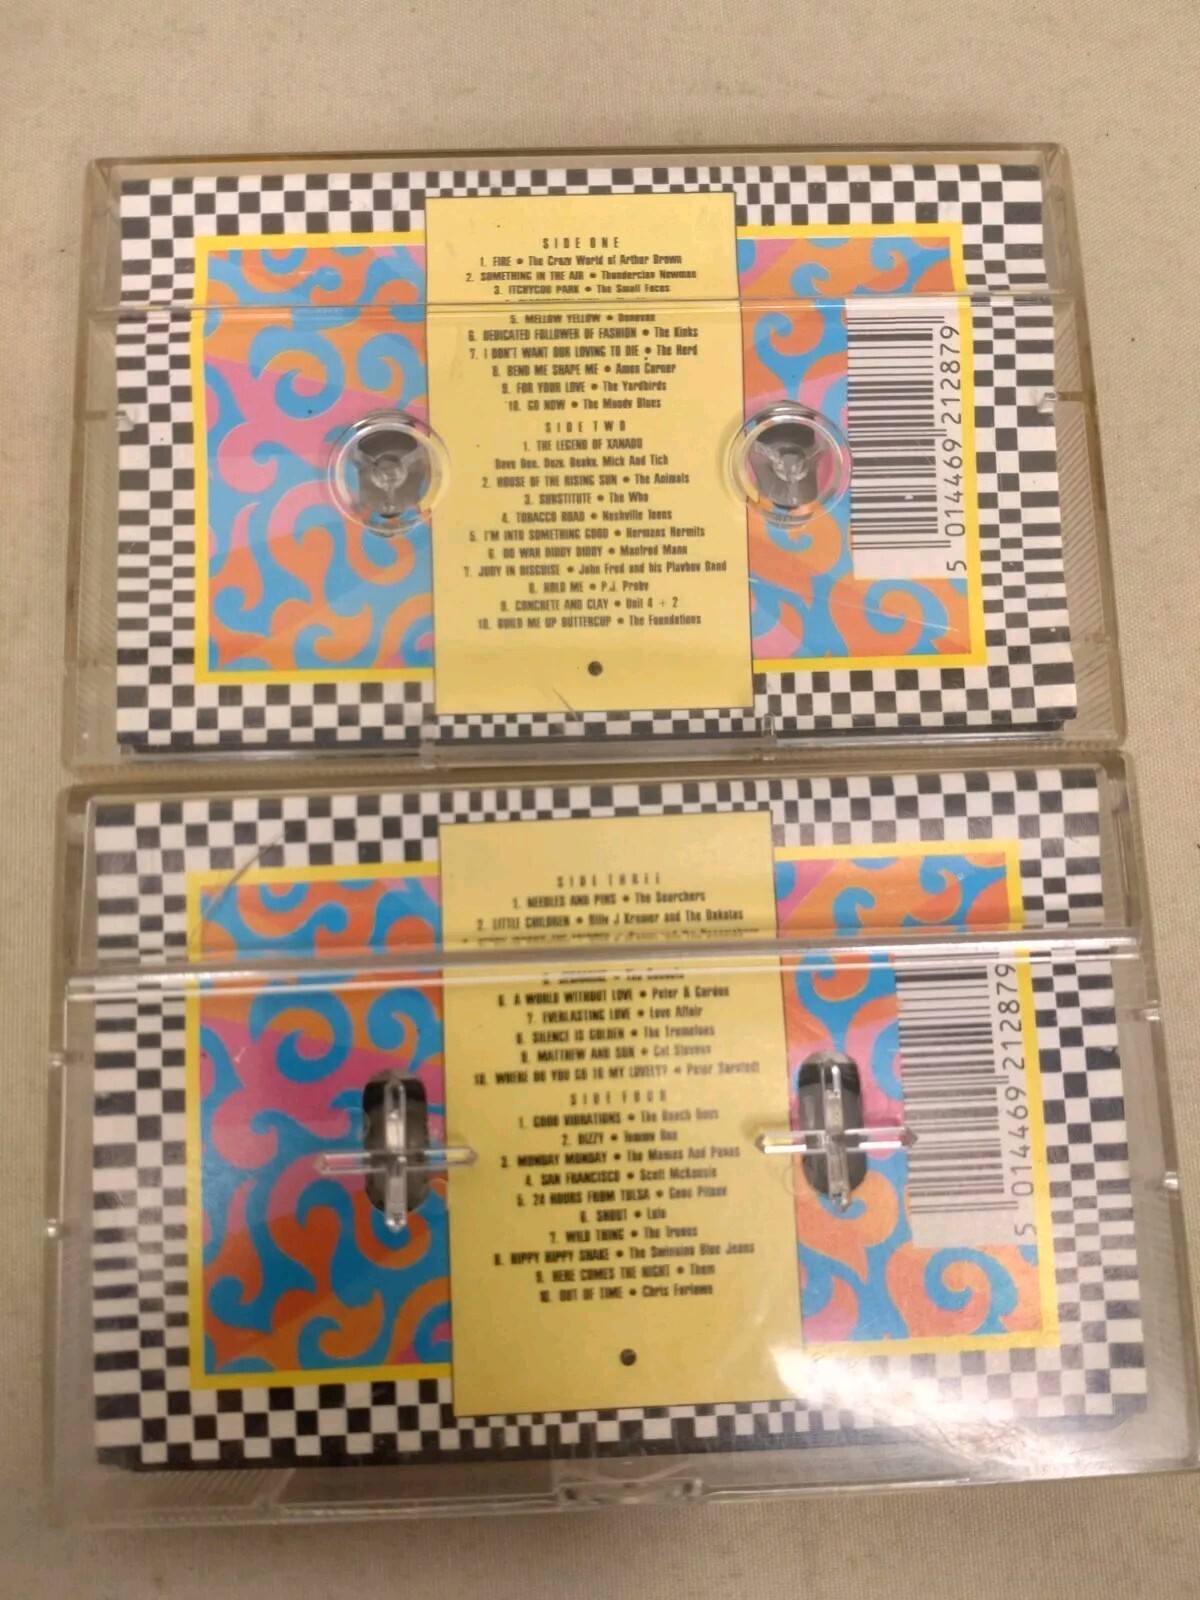 SIDE ONE
1. FIRE • The Crazy World of Arthur Brown
2. SOMETHING IN THE AIR • Thunderclap Newman
3. ITCHYCOO PARK • The Small Faces
5. MELLOW YELLOW • Donovan
6. DEDICATED FOLLOWER OF FASHION • The Kinks
7. I DON'T WANT OUR LOVING TO DIE • The Herd
8. BEND ME SHAPE ME • Amen Corner
9. FOR YOUR LOVE • The Yardbirds
10. GO NOW • The Moody Blues
SIDE TWO
1. THE LEGEND OF XANADU
Dave Dee, Dozy, Beaky, Mick And Tich
2. HOUSE OF THE RISING SUN • The Animals
3. SUBSTITUTE • The Who
4. TOBACCO ROAD • Nashville Teens
5. I'M INTO SOMETHING GOOD • Hermans Hermits
6. DO WAH DIDDY DIDDY • Manfred Mann
7. JUDY IN DISGUISE • John Fred and his Playboy Band
8. HOLD ME • P.J. Proby
9. CONCRETE AND CLAY • Unit 4 + 2
10. BUILD ME UP BUTTERCUP • The Foundations
5 014469 212879
SIDE THREE
1. NEEDLES AND PINS • The Searchers
2. LITTLE CHILDREN • Billy J Kramer and The Dakotas
6. A WORLD WITHOUT LOVE • Peter & Gordon
7. EVERLASTING LOVE • Love Affair
8. SILENCE IS GOLDEN • The Tremeloes
9. MATTHEW AND SON • Cat Stevens
10. WHERE DO YOU GO TO MY LOVELY? • Peter Sarstedt
SIDE FOUR
1. GOOD VIBRATIONS • The Beach Boys
2. DIZZY • Tommy Roe
3. MONDAY MONDAY • The Mamas And Papas
4. SAN FRANCISCO • Scott McKenzie
5. 24 HOURS FROM TULSA • Gene Pitney
6. SHOUT • Lulu
7. WILD THING • The Troggs
8. HIPPY HIPPY SHAKE • The Swinging Blue Jeans
9. HERE COMES THE NIGHT • Them
10. OUT OF TIME • Chris Farlowe
5 014469 212879